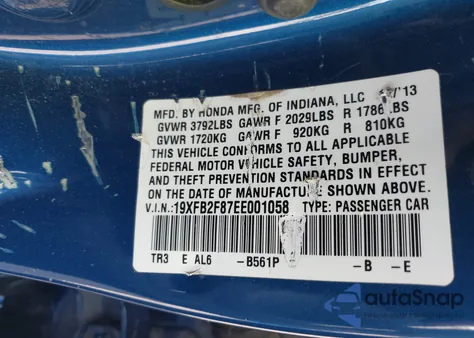 MFD. BY HONDA MFG. OF INDIANA, LLC /13
GVWR 3792LBS GAWR F 2029LBS R 1786LBS
GVWR 1720KG GAWR F 920KG R 810KG
THIS VEHICLE CONFORMS TO ALL APPLICABLE
FEDERAL MOTOR VEHICLE SAFETY, BUMPER,
AND THEFT PREVENTION STANDARDS IN EFFECT
ON THE DATE OF MANUFACTURE SHOWN ABOVE.
V.I.N.:19XFB2F87EE001058 TYPE: PASSENGER CAR
TR3 E AL6 -B561P -B -E
autoSnap